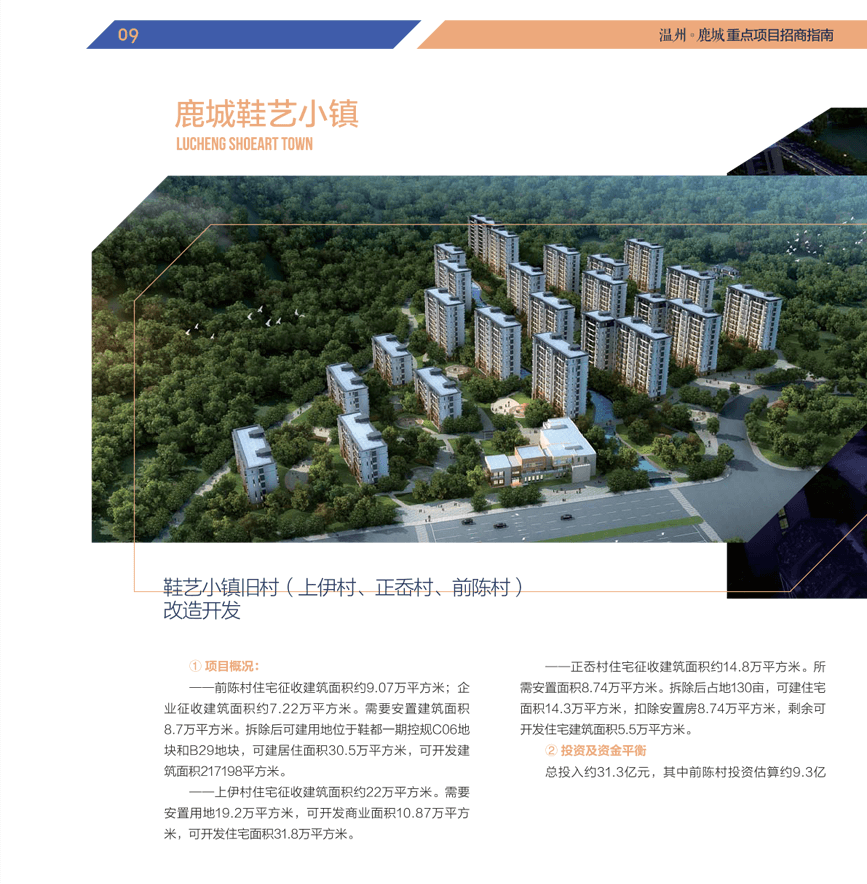 09
温州·鹿城重点项目招商指南
鹿城鞋艺小镇
LUCHENG SHOEART TOWN
鞋艺小镇旧村（上伊村、正岙村、前陈村）
改造开发
① 项目概况：
——前陈村住宅征收建筑面积约9.07万平方米；企
业征收建筑面积约7.22万平方米。需要安置建筑面积
8.7万平方米。拆除后可建用地位于鞋都一期控规C06地
块和B29地块，可建居住面积30.5万平方米，可开发建
筑面积217198平方米。
——上伊村住宅征收建筑面积约22万平方米。需要
安置用地19.2万平方米，可开发商业面积10.87万平方
米，可开发住宅面积31.8万平方米。
——正岙村住宅征收建筑面积约14.8万平方米。所
需安置面积8.74万平方米。拆除后占地130亩，可建住宅
面积14.3万平方米，扣除安置房8.74万平方米，剩余可
开发住宅建筑面积5.5万平方米。
② 投资及资金平衡
总投入约31.3亿元，其中前陈村投资估算约9.3亿